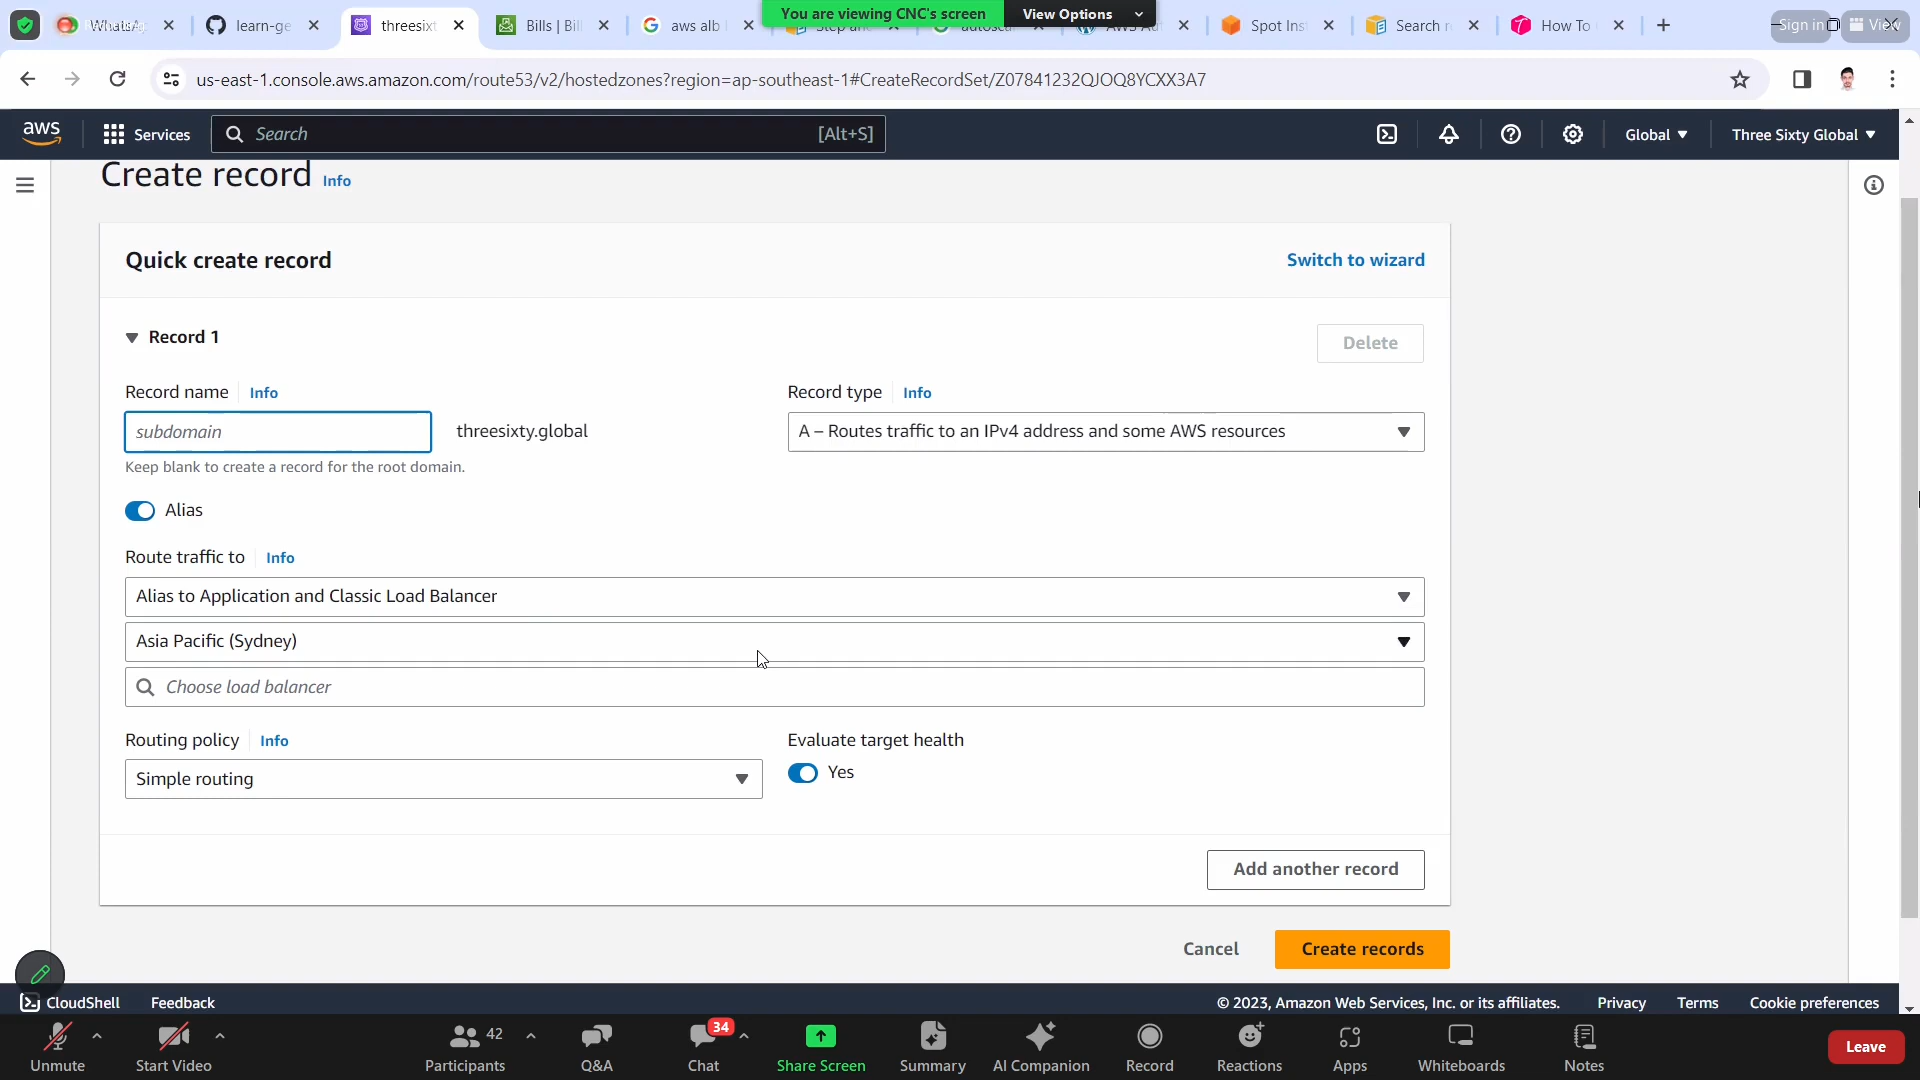 WhatsA
learn-ge
threesixt
Bills | Bil
aws alb
You are viewing CNC's screen
View Options
Spot Ins
Search r
How To
Sign in
View
us-east-1.console.aws.amazon.com/route53/v2/hostedzones?region=ap-southeast-1#CreateRecordSet/Z07841232QJOQ8YCXX3A7
aws
Services
Search
[Alt+S]
Global
Three Sixty Global
Create record Info
Quick create record
Switch to wizard
Record 1
Delete
Record name Info
Record type Info
subdomain
threesixty.global
A – Routes traffic to an IPv4 address and some AWS resources
Keep blank to create a record for the root domain.
Alias
Route traffic to Info
Alias to Application and Classic Load Balancer
Asia Pacific (Sydney)
Choose load balancer
Routing policy Info
Evaluate target health
Simple routing
Yes
Add another record
Cancel
Create records
CloudShell
Feedback
© 2023, Amazon Web Services, Inc. or its affiliates.
Privacy
Terms
Cookie preferences
42
34
Unmute
Start Video
Participants
Q&A
Chat
Share Screen
Summary
AI Companion
Record
Reactions
Apps
Whiteboards
Notes
Leave